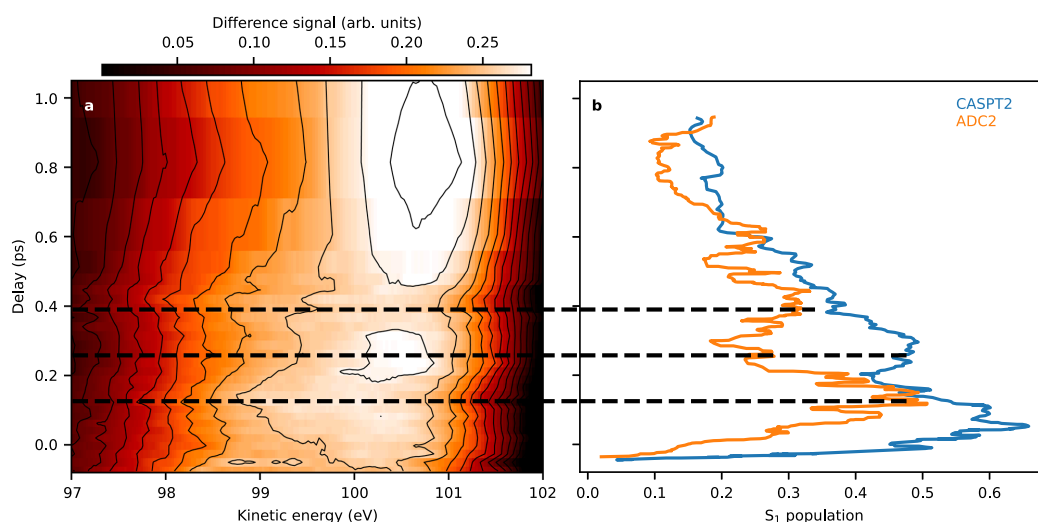 Difference signal (arb. units)
0.05 0.10 0.15 0.20 0.25
a
b
CASPT2
ADC2
1.0
0.8
0.6
0.4
0.2
0.0
Delay (ps)
97 98 99 100 101 102
0.0 0.1 0.2 0.3 0.4 0.5 0.6
Kinetic energy (eV)
S₁ population